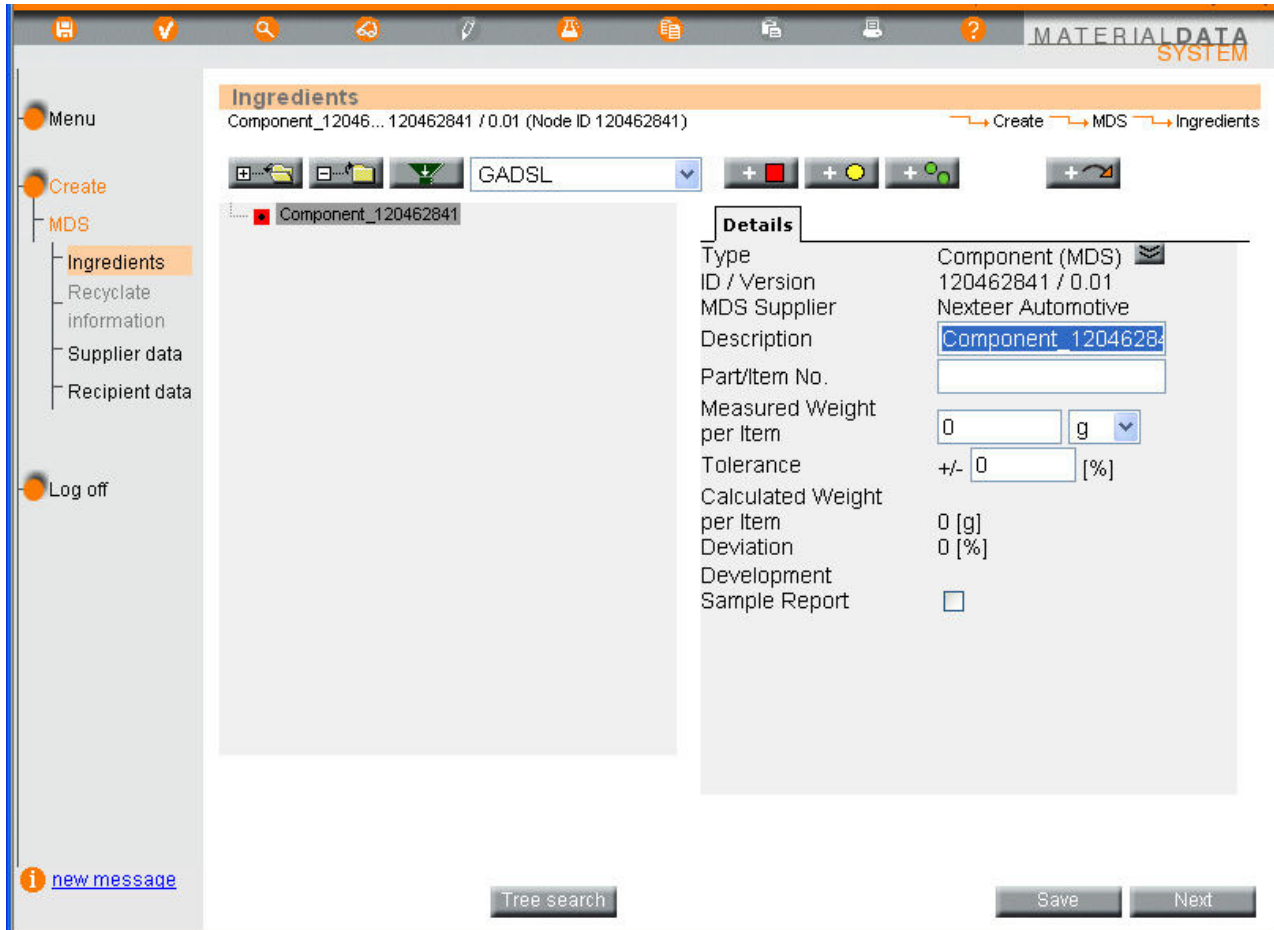 MATERIALDATA
SYSTEM
Menu
Create
MDS
Ingredients
Recyclate
information
Supplier data
Recipient data
Log off
new message
Ingredients
Component_12046... 120462841 / 0.01 (Node ID 120462841)
Create MDS Ingredients
GADSL
Component_120462841
Details
Type Component (MDS)
ID / Version 120462841 / 0.01
MDS Supplier Nexteer Automotive
Description Component_12046284
Part/Item No.
Measured Weight
per Item 0 g
Tolerance +/- 0 [%]
Calculated Weight
per Item 0 [g]
Deviation 0 [%]
Development
Sample Report
Tree search Save Next